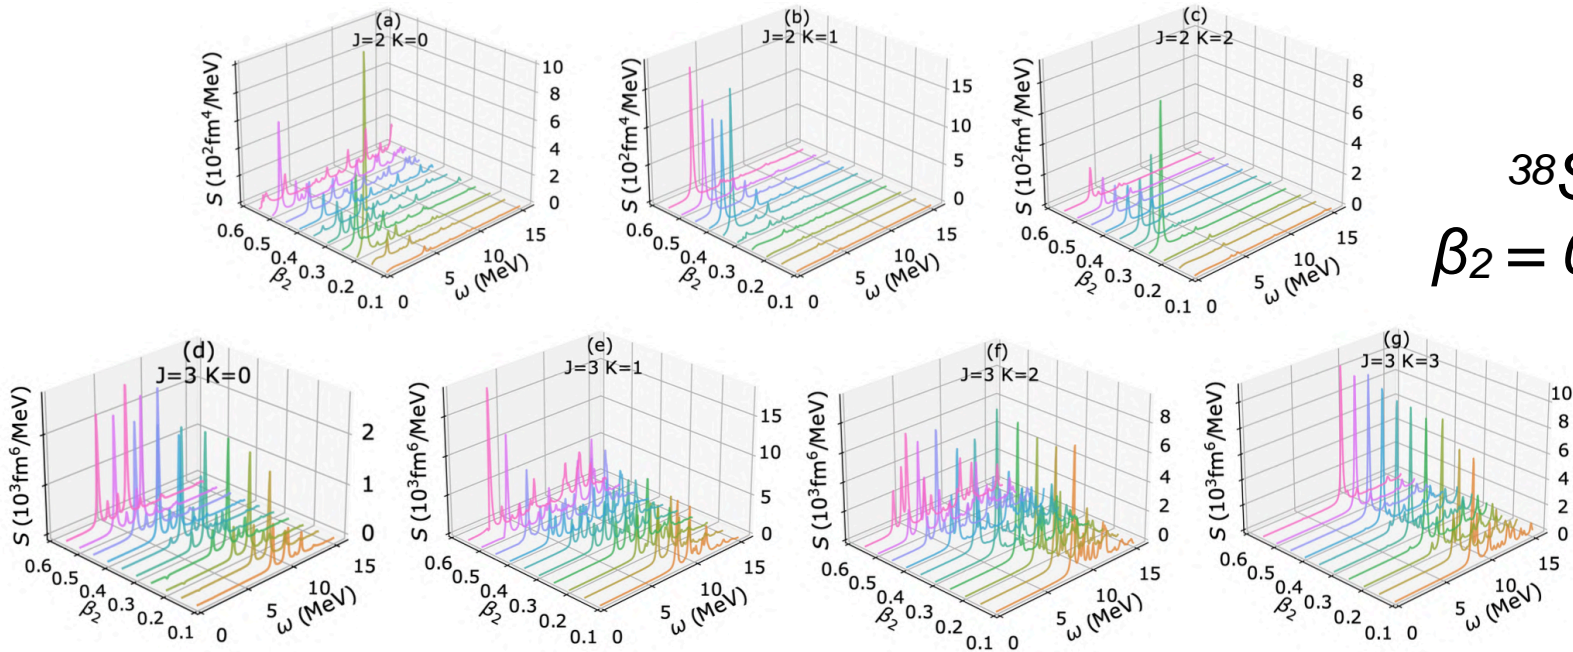 (a)
J=2 K=0
S (10²fm⁴/MeV)
10
8
6
4
2
0
0.6
0.5
0.4
0.3
0.2
0.1
β₂
0
5
10
15
ω (MeV)
(b)
J=2 K=1
S (10²fm⁴/MeV)
15
10
5
0
0.6
0.5
0.4
0.3
0.2
0.1
β₂
0
5
10
15
ω (MeV)
(c)
J=2 K=2
S (10²fm⁴/MeV)
8
6
4
2
0
0.6
0.5
0.4
0.3
0.2
0.1
β₂
0
5
10
15
ω (MeV)
³⁸S
β₂ = 
(d)
J=3 K=0
S (10³fm⁶/MeV)
2
1
0
0.6
0.5
0.4
0.3
0.2
0.1
β₂
0
5
10
15
ω (MeV)
(e)
J=3 K=1
S (10³fm⁶/MeV)
15
10
5
0
0.6
0.5
0.4
0.3
0.2
0.1
β₂
0
5
10
15
ω (MeV)
(f)
J=3 K=2
S (10³fm⁶/MeV)
8
6
4
2
0
0.6
0.5
0.4
0.3
0.2
0.1
β₂
0
5
10
15
ω (MeV)
(g)
J=3 K=3
S (10³fm⁶/MeV)
10
8
6
4
2
0
0.6
0.5
0.4
0.3
0.2
0.1
β₂
0
5
10
15
ω (MeV)